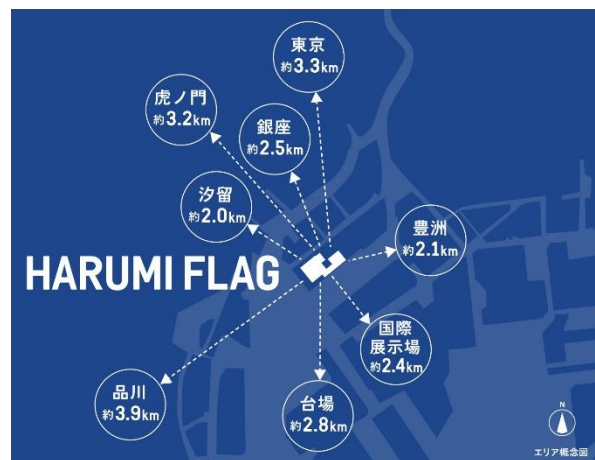 東京
約3.3km
虎ノ門
約3.2km
銀座
約2.5km
汐留
約2.0km
豊洲
約2.1km
HARUMI FLAG
国際
展示場
約2.4km
品川
約3.9km
台場
約2.8km
N
エリア概念図